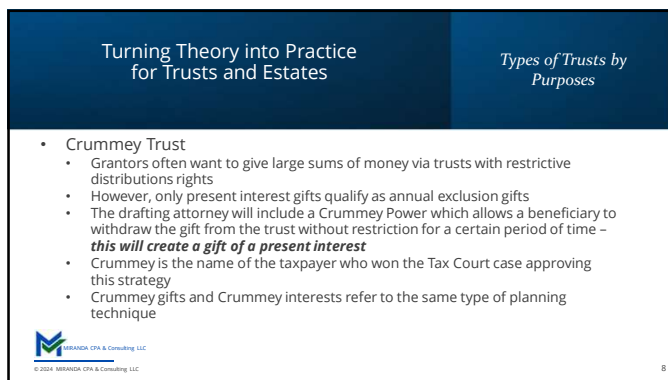 Turning Theory into Practice
for Trusts and Estates
Types of Trusts by
Purposes
• Crummey Trust
• Grantors often want to give large sums of money via trusts with restrictive
distributions rights
• However, only present interest gifts qualify as annual exclusion gifts
• The drafting attorney will include a Crummey Power which allows a beneficiary to
withdraw the gift from the trust without restriction for a certain period of time –
this will create a gift of a present interest
• Crummey is the name of the taxpayer who won the Tax Court case approving
this strategy
• Crummey gifts and Crummey interests refer to the same type of planning
technique
MIRANDA CPA & Consulting LLC
© 2024 MIRANDA CPA & Consulting LLC
8